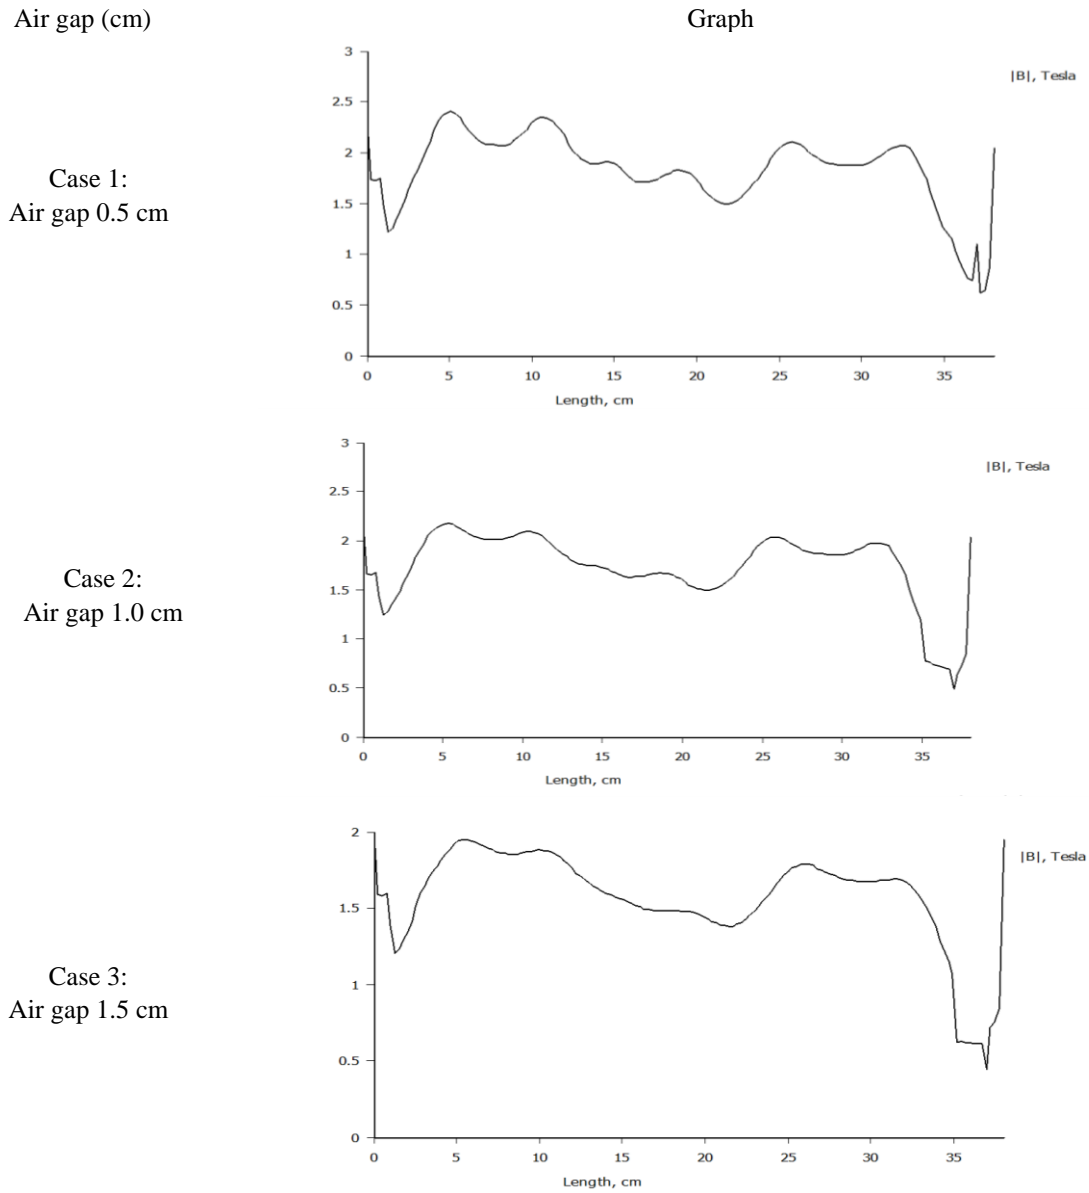 Air gap (cm) Graph
3
|B|, Tesla
2.5
2
Case 1:
Air gap 0.5 cm
1.5
1
0.5
0
0 5 10 15 20 25 30 35
Length, cm
3
|B|, Tesla
2.5
2
Case 2:
Air gap 1.0 cm
1.5
1
0.5
0
0 5 10 15 20 25 30 35
Length, cm
2
|B|, Tesla
1.5
Case 3:
Air gap 1.5 cm
1
0.5
0
0 5 10 15 20 25 30 35
Length, cm